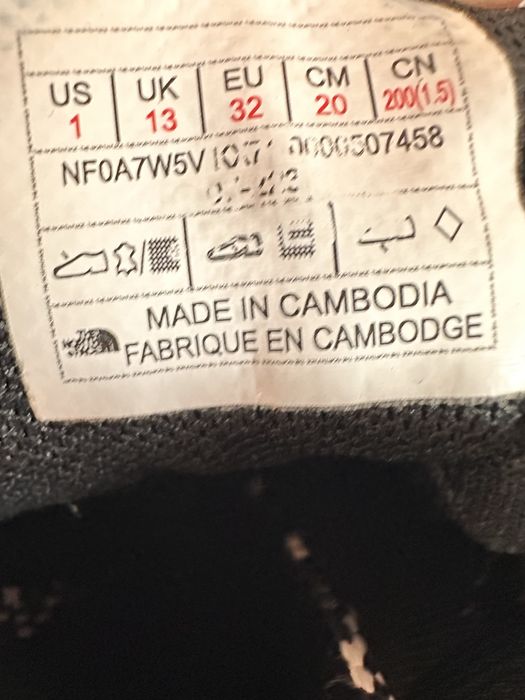 US UK EU CM CN
1 13 32 20 200(1.5)
NF0A7W5V 0000507458
MADE IN CAMBODIA
FABRIQUE EN CAMBODGE